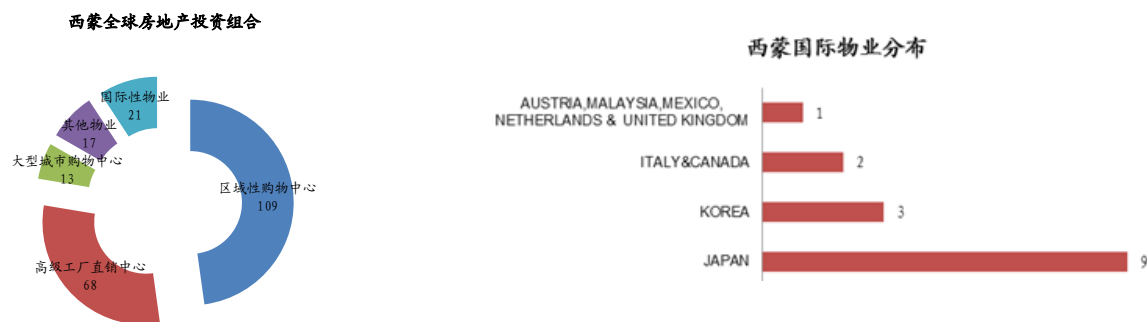 西蒙全球房地产投资组合
国际性物业
21
其他物业
17
大型城市购物中心
13
区域性购物中心
109
高级工厂直销中心
68
西蒙国际物业分布
AUSTRIA,MALAYSIA,MEXICO,
NETHERLANDS & UNITED KINGDOM
1
ITALY&CANADA
2
KOREA
3
JAPAN
9